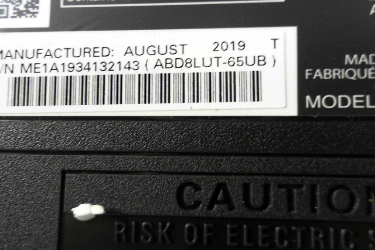 MANUFACTURED: AUGUST 2019 T
/N ME1A1934132143 ( ABD8LUT-65UB )
MAD
FABRIQUÉ
MODEL
CAUTIO
RISK OF ELECTRIC